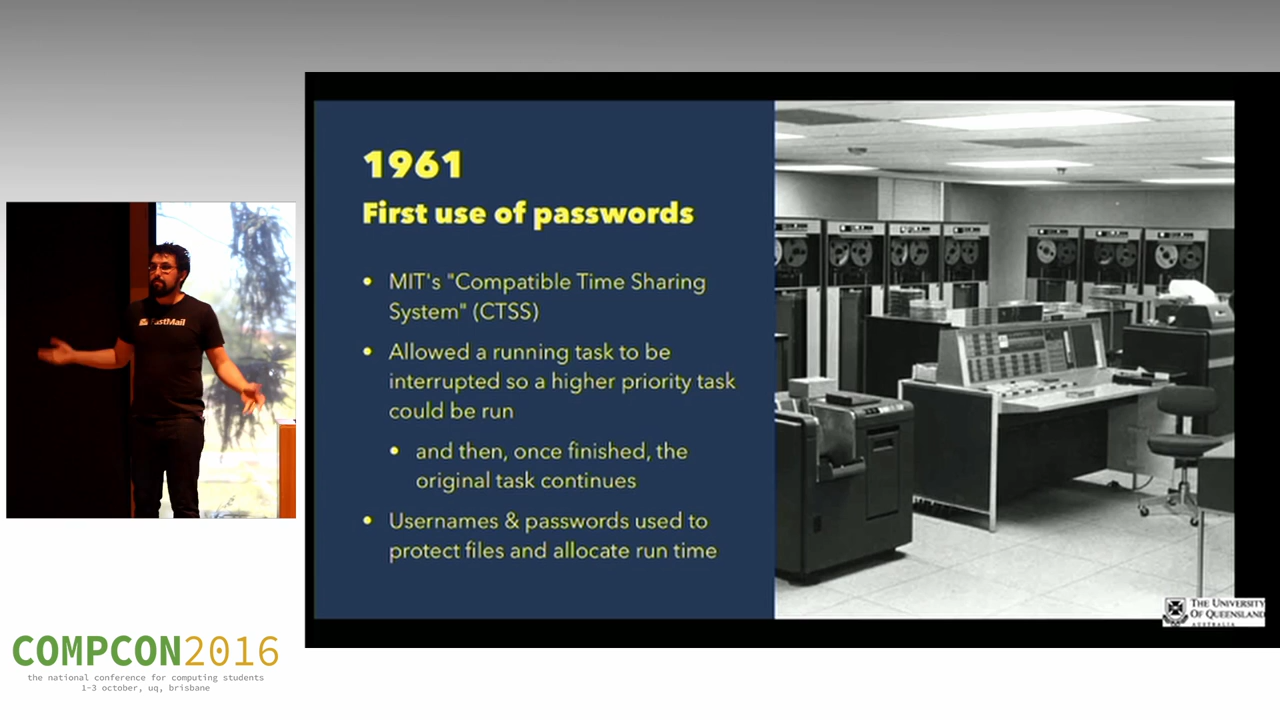 1961
First use of passwords
• MIT's "Compatible Time Sharing
System" (CTSS)
• Allowed a running task to be
interrupted so a higher priority task
could be run
• and then, once finished, the
original task continues
• Usernames & passwords used to
protect files and allocate run time
FastMail
THE UNIVERSITY
OF QUEENSLAND
AUSTRALIA
COMPCON2016
the national conference for computing students
1-3 october, uq, brisbane